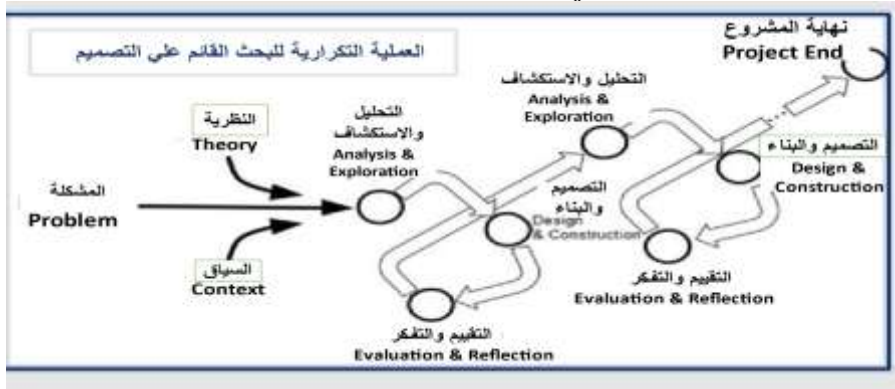 العملية التكرارية للبحث القائم علي التصميم
نهاية المشروع
Project End
النظرية
Theory
المشكلة
Problem
السياق
Context
التحليل
والاستكشاف
Analysis &
Exploration
التصميم
والبناء
Design
& Construction
التقييم والتفكر
Evaluation & Reflection
التحليل والاستكشاف
Analysis &
Exploration
التصميم والبناء
Design &
Construction
التقييم والتفكر
Evaluation & Reflection